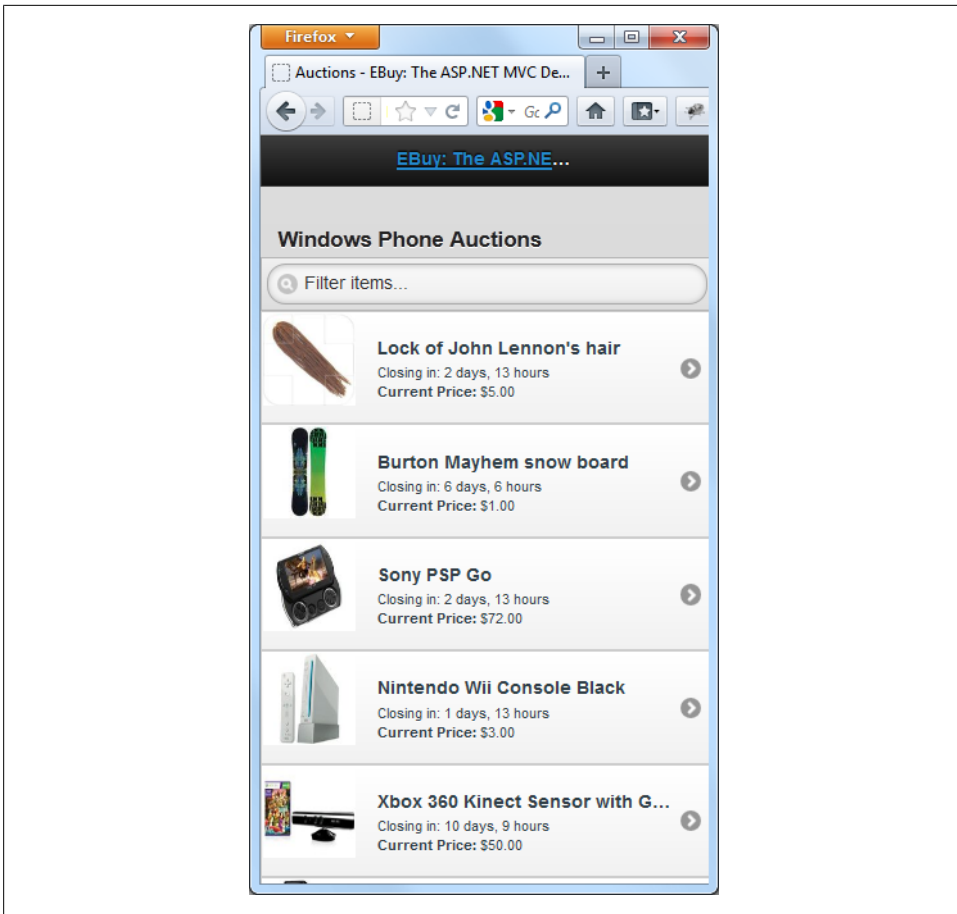 Firefox
Auctions - EBuy: The ASP.NET MVC De...
Gc
EBuy: The ASP.NE...
Windows Phone Auctions
Filter items...
Lock of John Lennon's hair
Closing in: 2 days, 13 hours
Current Price: $5.00
Burton Mayhem snow board
Closing in: 6 days, 6 hours
Current Price: $1.00
Sony PSP Go
Closing in: 2 days, 13 hours
Current Price: $72.00
Nintendo Wii Console Black
Closing in: 1 days, 13 hours
Current Price: $3.00
Xbox 360 Kinect Sensor with G...
Closing in: 10 days, 9 hours
Current Price: $50.00